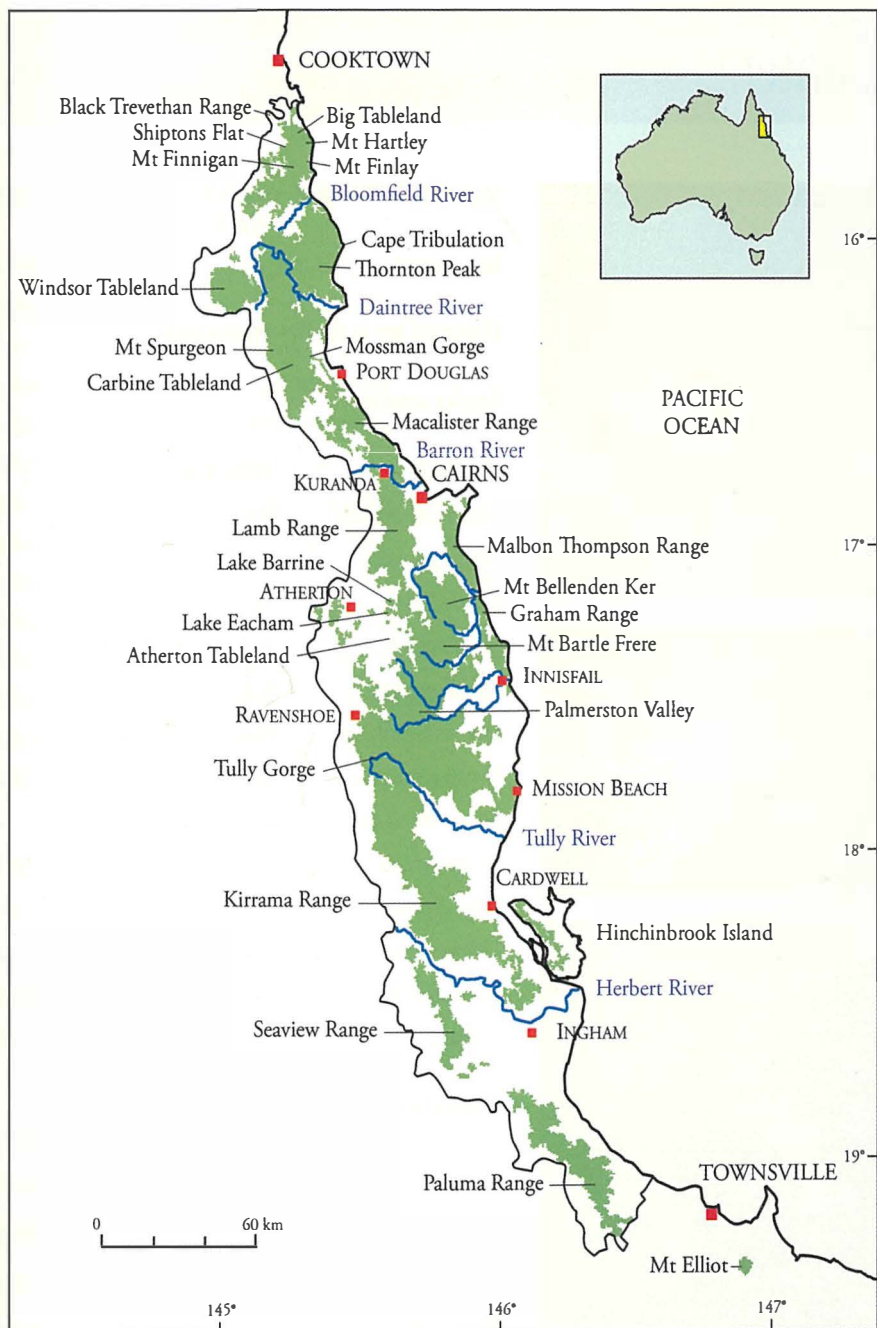 COOKTOWN
Black Trevethan Range
Big Tableland
Shiptons Flat
Mt Hartley
Mt Finnigan
Mt Finlay
Bloomfield River
16°
Cape Tribulation
Thornton Peak
Windsor Tableland
Daintree River
Mt Spurgeon
Mossman Gorge
Carbine Tableland
PORT DOUGLAS
PACIFIC
OCEAN
Macalister Range
Barron River
KURANDA
CAIRNS
Lamb Range
17°
Malbon Thompson Range
Lake Barrine
Mt Bellenden Ker
ATHERTON
Graham Range
Lake Eacham
Mt Bartle Frere
Atherton Tableland
INNISFAIL
RAVENSHOE
Palmerston Valley
Tully Gorge
MISSION BEACH
Tully River
18°
CARDWELL
Kirrama Range
Hinchinbrook Island
Herbert River
Seaview Range
INGHAM
19°
TOWNSVILLE
Paluma Range
0 60 km
Mt Elliot
145° 146° 147°